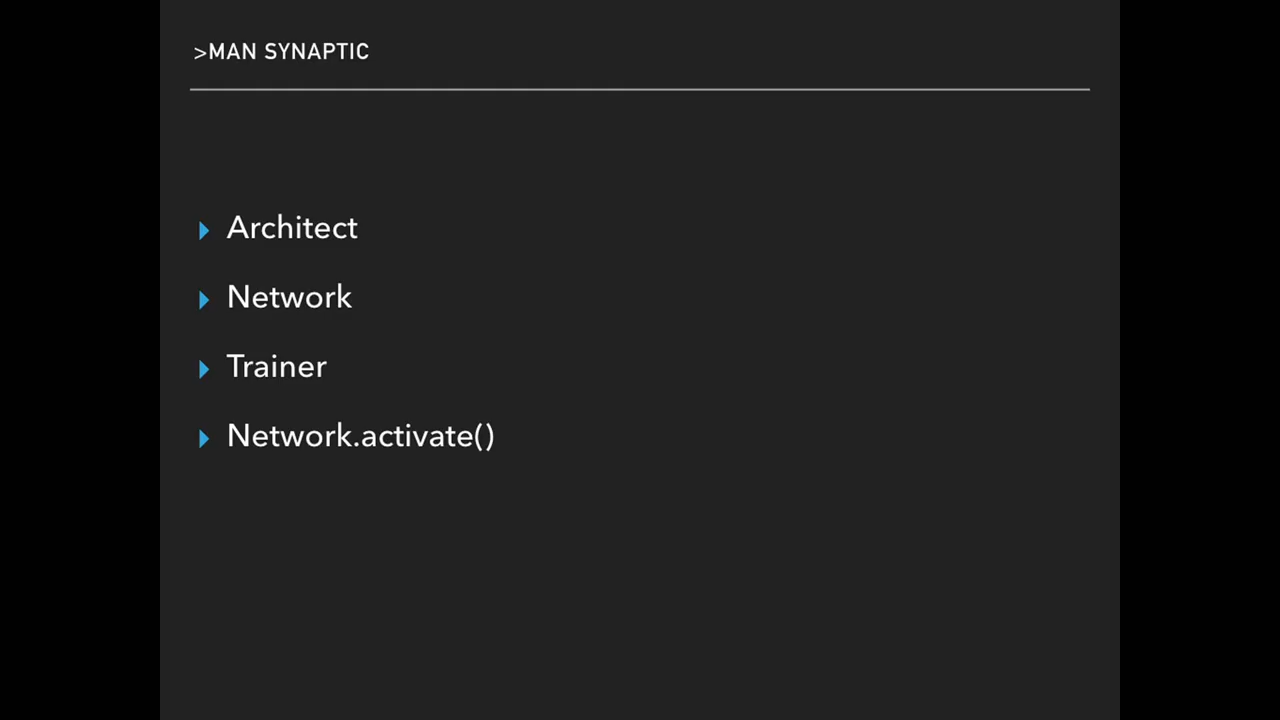 >MAN SYNAPTIC
Architect
Network
Trainer
Network.activate()